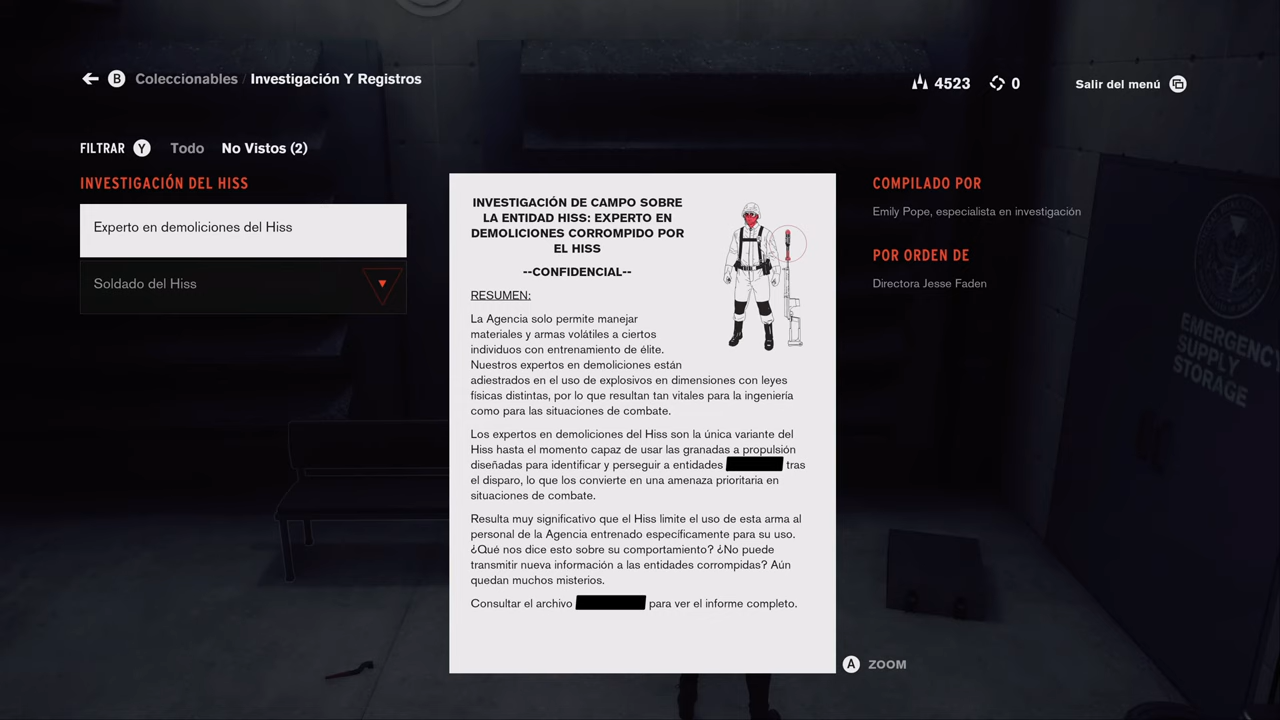 B Coleccionables / Investigación Y Registros
4523 0 Salir del menú
FILTRAR Y Todo No Vistos (2)
INVESTIGACIÓN DEL HISS
Experto en demoliciones del Hiss
Soldado del Hiss
INVESTIGACIÓN DE CAMPO SOBRE
LA ENTIDAD HISS: EXPERTO EN
DEMOLICIONES CORROMPIDO POR
EL HISS
--CONFIDENCIAL--
RESUMEN:
La Agencia solo permite manejar
materiales y armas volátiles a ciertos
individuos con entrenamiento de élite.
Nuestros expertos en demoliciones están
adiestrados en el uso de explosivos en dimensiones con leyes
físicas distintas, por lo que resultan tan vitales para la ingeniería
como para las situaciones de combate.
Los expertos en demoliciones del Hiss son la única variante del
Hiss hasta el momento capaz de usar las granadas a propulsión
diseñadas para identificar y perseguir a entidades tras
el disparo, lo que los convierte en una amenaza prioritaria en
situaciones de combate.
Resulta muy significativo que el Hiss limite el uso de esta arma al
personal de la Agencia entrenado específicamente para su uso.
¿Qué nos dice esto sobre su comportamiento? ¿No puede
transmitir nueva información a las entidades corrompidas? Aún
quedan muchos misterios.
Consultar el archivo para ver el informe completo.
COMPILADO POR
Emily Pope, especialista en investigación
POR ORDEN DE
Directora Jesse Faden
EMERGENCY
SUPPLY
STORAGE
A ZOOM